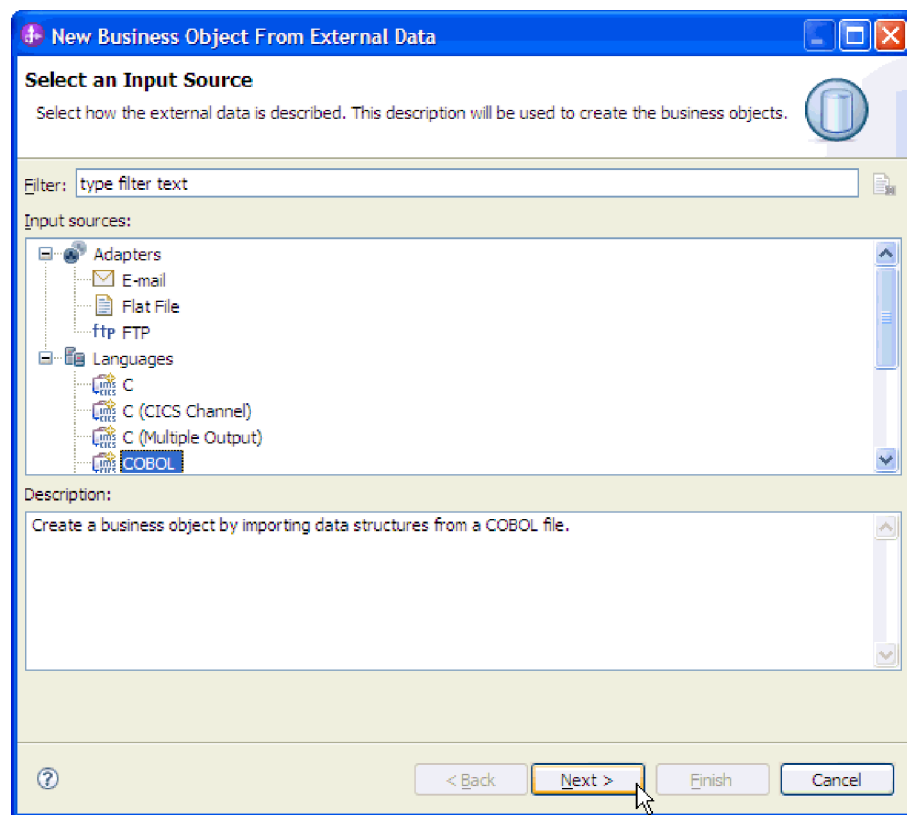 New Business Object From External Data
Select an Input Source
Select how the external data is described. This description will be used to create the business objects.
Filter: type filter text
Input sources:
Adapters
E-mail
Flat File
ftp FTP
Languages
C
C (CICS Channel)
C (Multiple Output)
COBOL
Description:
Create a business object by importing data structures from a COBOL file.
? < Back Next > Finish Cancel